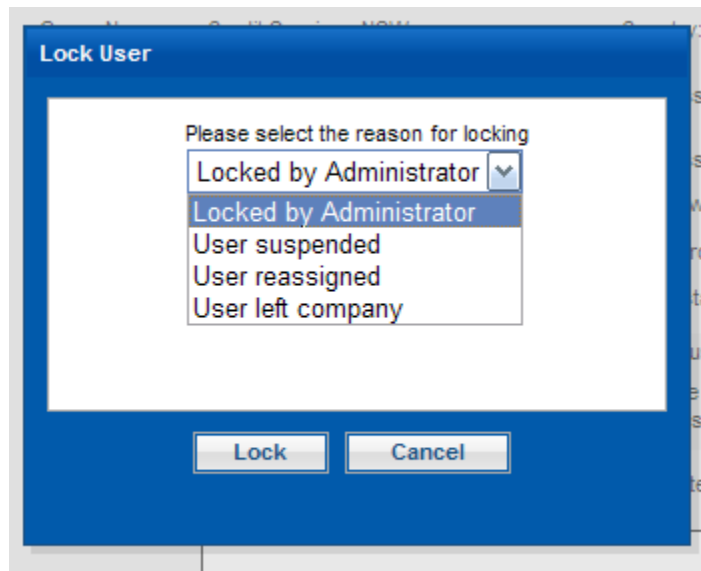 Lock User
Please select the reason for locking
Locked by Administrator
Locked by Administrator
User suspended
User reassigned
User left company
Lock
Cancel